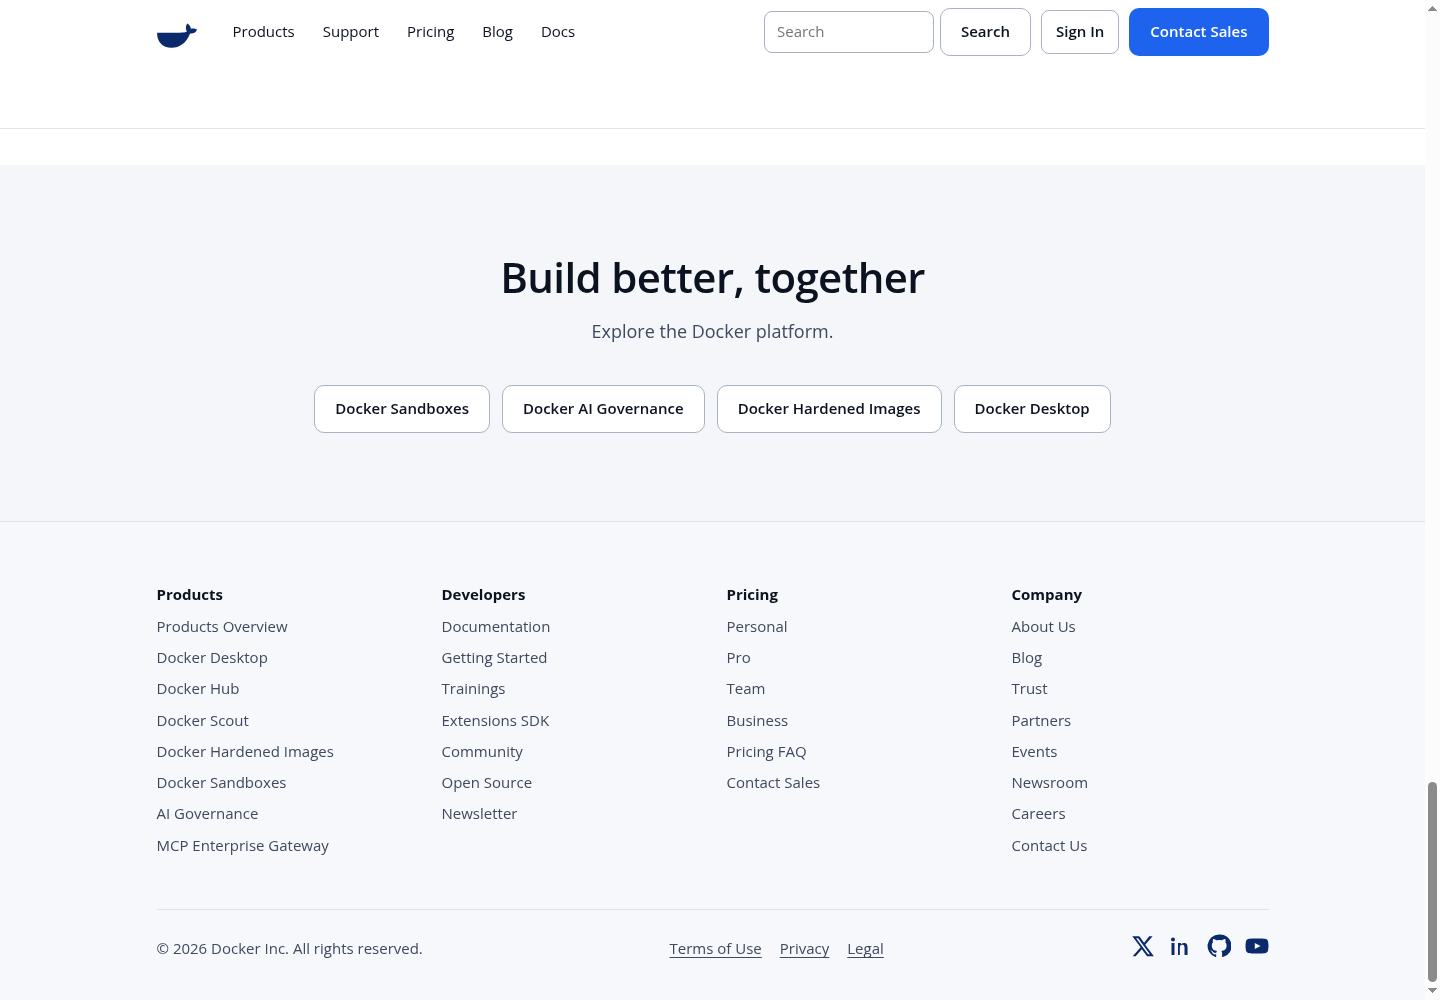 Products Support Pricing Blog Docs Search Search Sign In Contact Sales
Build better, together
Explore the Docker platform.
Docker Sandboxes Docker AI Governance Docker Hardened Images Docker Desktop
Products
Products Overview
Docker Desktop
Docker Hub
Docker Scout
Docker Hardened Images
Docker Sandboxes
AI Governance
MCP Enterprise Gateway
Developers
Documentation
Getting Started
Trainings
Extensions SDK
Community
Open Source
Newsletter
Pricing
Personal
Pro
Team
Business
Pricing FAQ
Contact Sales
Company
About Us
Blog
Trust
Partners
Events
Newsroom
Careers
Contact Us
© 2026 Docker Inc. All rights reserved. Terms of Use Privacy Legal